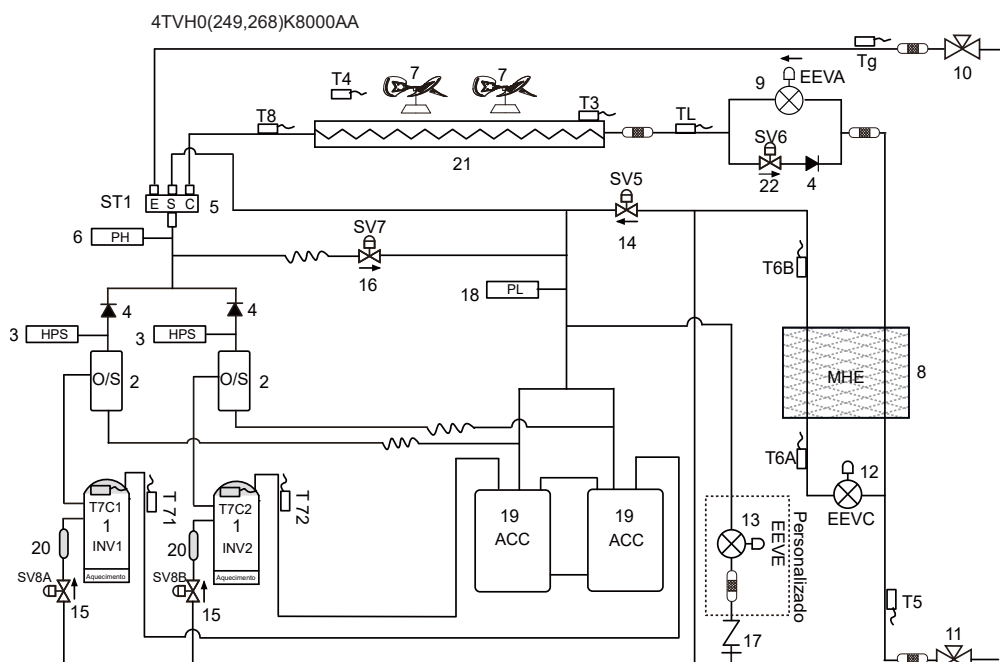 4TVH0(249,268)K8000AA
Tg
10
T4
7
7
9
EEVA
T8
T3
TL
SV6
21
22
4
ST1
E S C
5
SV5
14
6
PH
SV7
16
T6B
18
PL
4
4
3
HPS
3
HPS
O/S
2
O/S
2
MHE
8
T6A
12
EEVC
T7C1
1
INV1
Aquecimento
T71
T7C2
1
INV2
Aquecimento
T72
19
ACC
19
ACC
13
EEVE
Personalizado
20
20
SV8A
15
SV8B
15
T5
17
11